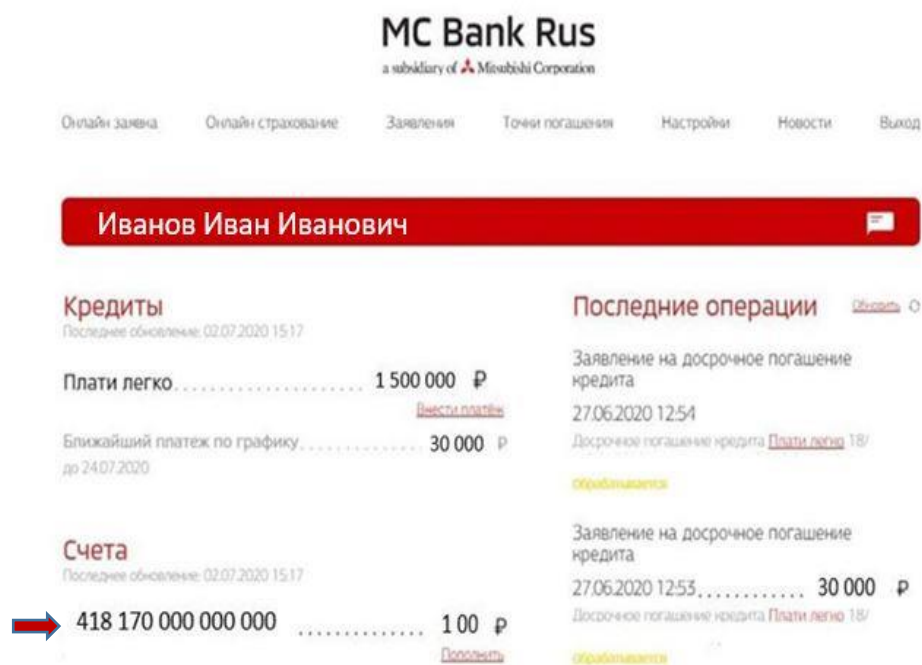 MC Bank Rus
a subsidiary of Mitsubishi Corporation
Онлайн заявка Онлайн страхование Заявления Точки погашения Настройки Новости Выход
Иванов Иван Иванович
Кредиты
Последнее обновление: 02.07.2020 15:17
Плати легко.................... 1 500 000 ₽
Внести платёж
Ближайший платеж по графику............ 30 000 ₽
до 24.07.2020
Счета
Последнее обновление: 02.07.2020 15:17
418 170 000 000 000 ............. 100 ₽
Пополнить
Последние операции Обновить
Заявление на досрочное погашение
кредита
27.06.2020 12:54
Досрочное погашение кредита Плати легко 18/
Обрабатывается
Заявление на досрочное погашение
кредита
27.06.2020 12:53............ 30 000 ₽
Досрочное погашение кредита Плати легко 18/
Обрабатывается